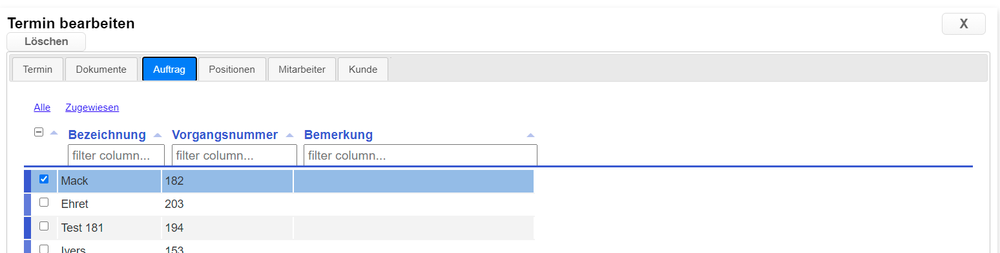 Termin bearbeiten
X
Löschen
Termin Dokumente Auftrag Positionen Mitarbeiter Kunde
Alle Zugewiesen
Bezeichnung Vorgangsnummer Bemerkung
filter column... filter column... filter column...
Mack 182
Ehret 203
Test 181 194
Ivers 153